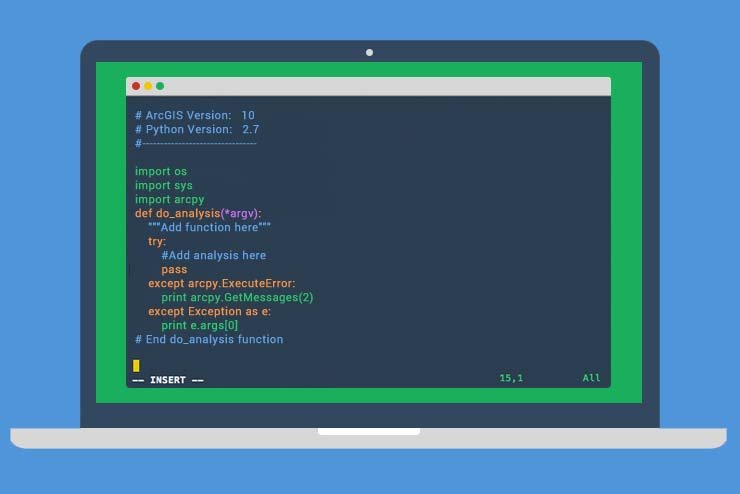 # ArcGIS Version:   10
# Python Version:   2.7
#--------------------------------
import os
import sys
import arcpy
def do_analysis(*argv):
    """Add function here"""
    try:
        #Add analysis here
        pass
    except arcpy.ExecuteError:
        print arcpy.GetMessages(2)
    except Exception as e:
        print e.args[0]
# End do_analysis function
-- INSERT --                    15,1          All